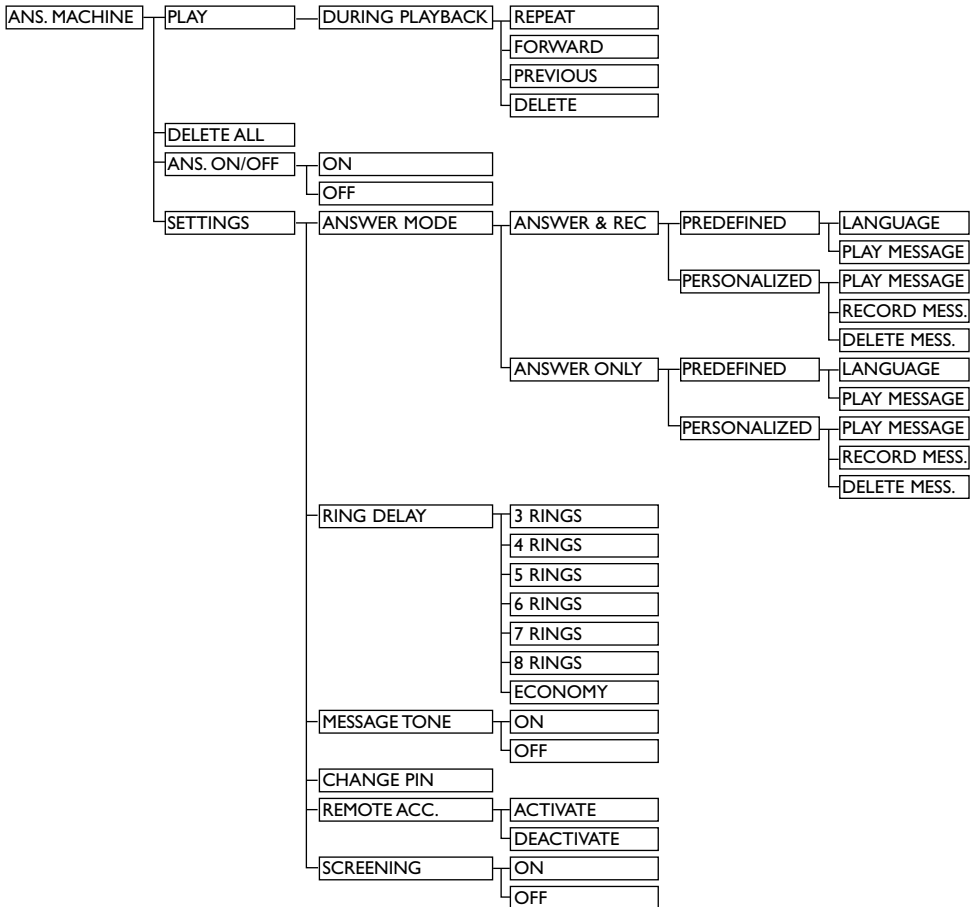 ANS. MACHINE PLAY DURING PLAYBACK REPEAT
FORWARD
PREVIOUS
DELETE
DELETE ALL
ANS. ON/OFF ON
OFF
SETTINGS ANSWER MODE ANSWER & REC PREDEFINED LANGUAGE
PLAY MESSAGE
PERSONALIZED PLAY MESSAGE
RECORD MESS.
DELETE MESS.
ANSWER ONLY PREDEFINED LANGUAGE
PLAY MESSAGE
PERSONALIZED PLAY MESSAGE
RECORD MESS.
DELETE MESS.
RING DELAY 3 RINGS
4 RINGS
5 RINGS
6 RINGS
7 RINGS
8 RINGS
ECONOMY
MESSAGE TONE ON
OFF
CHANGE PIN
REMOTE ACC. ACTIVATE
DEACTIVATE
SCREENING ON
OFF